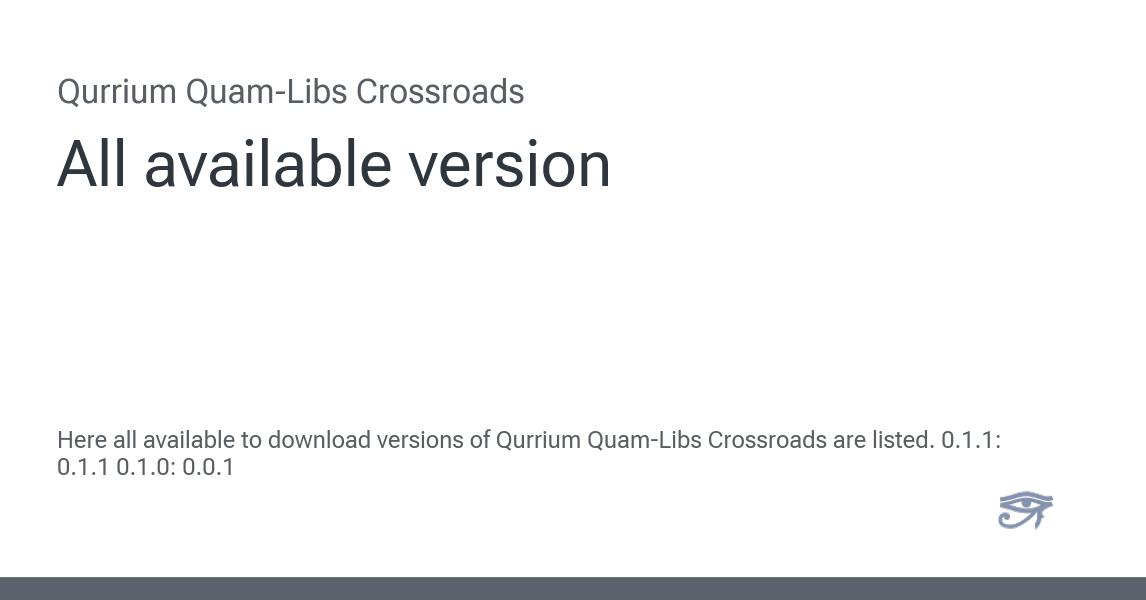 Qurrium Quam-Libs Crossroads
All available version
Here all available to download versions of Qurrium Quam-Libs Crossroads are listed. 0.1.1:
0.1.1 0.1.0: 0.0.1